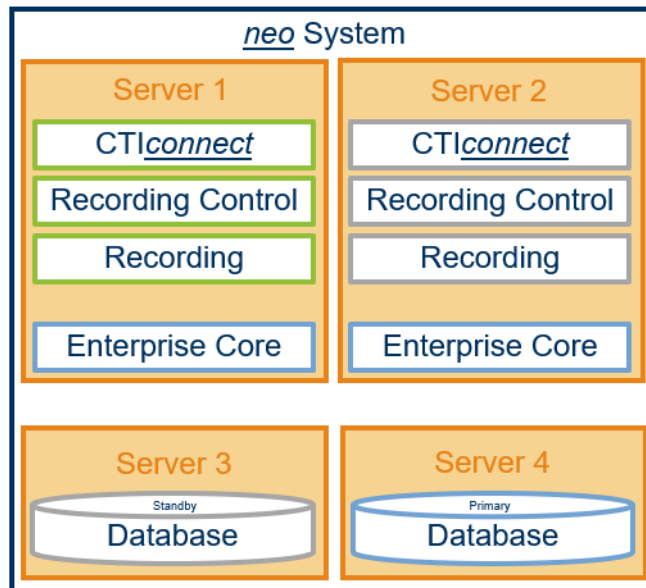 neo System
Server 1
CTIconnect
Recording Control
Recording
Enterprise Core
Server 2
CTIconnect
Recording Control
Recording
Enterprise Core
Server 3
Standby
Database
Server 4
Primary
Database